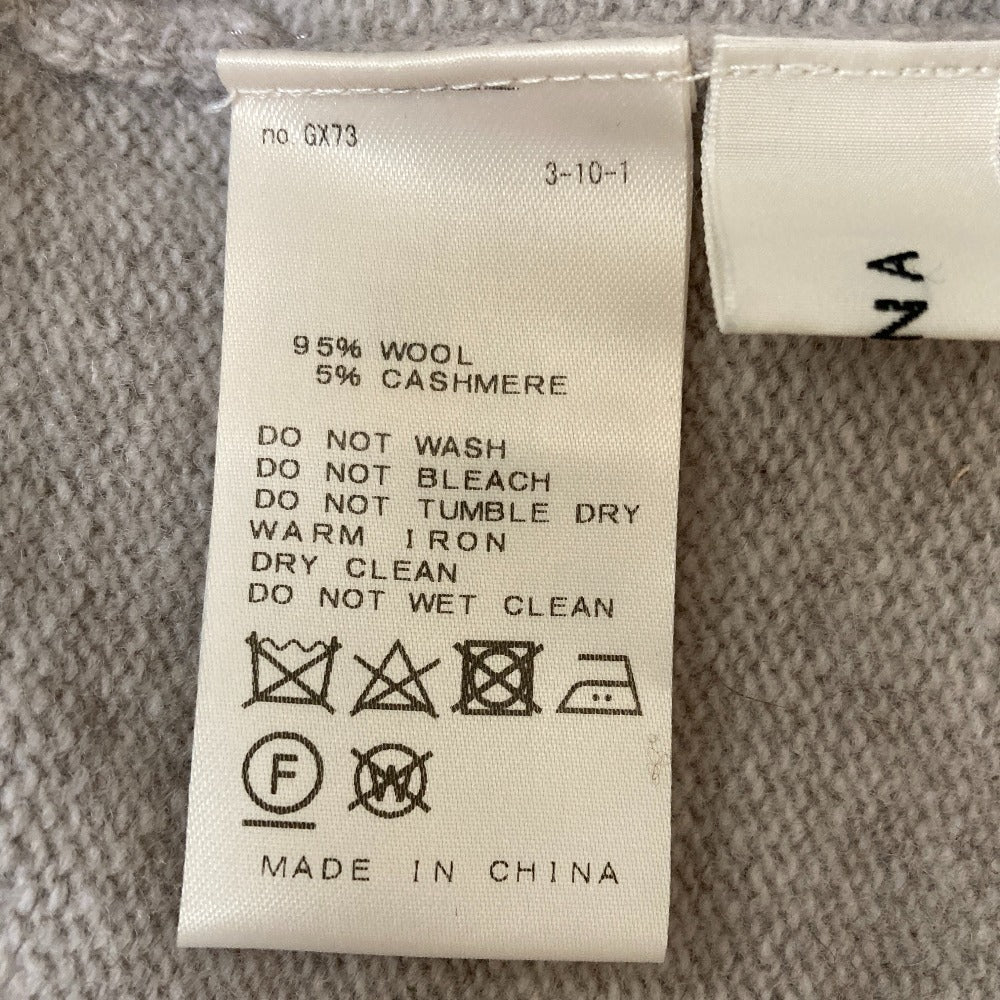 no GX73
3-10-1
95% WOOL
5% CASHMERE
DO NOT WASH
DO NOT BLEACH
DO NOT TUMBLE DRY
WARM IRON
DRY CLEAN
DO NOT WET CLEAN
F W
MADE IN CHINA
NA